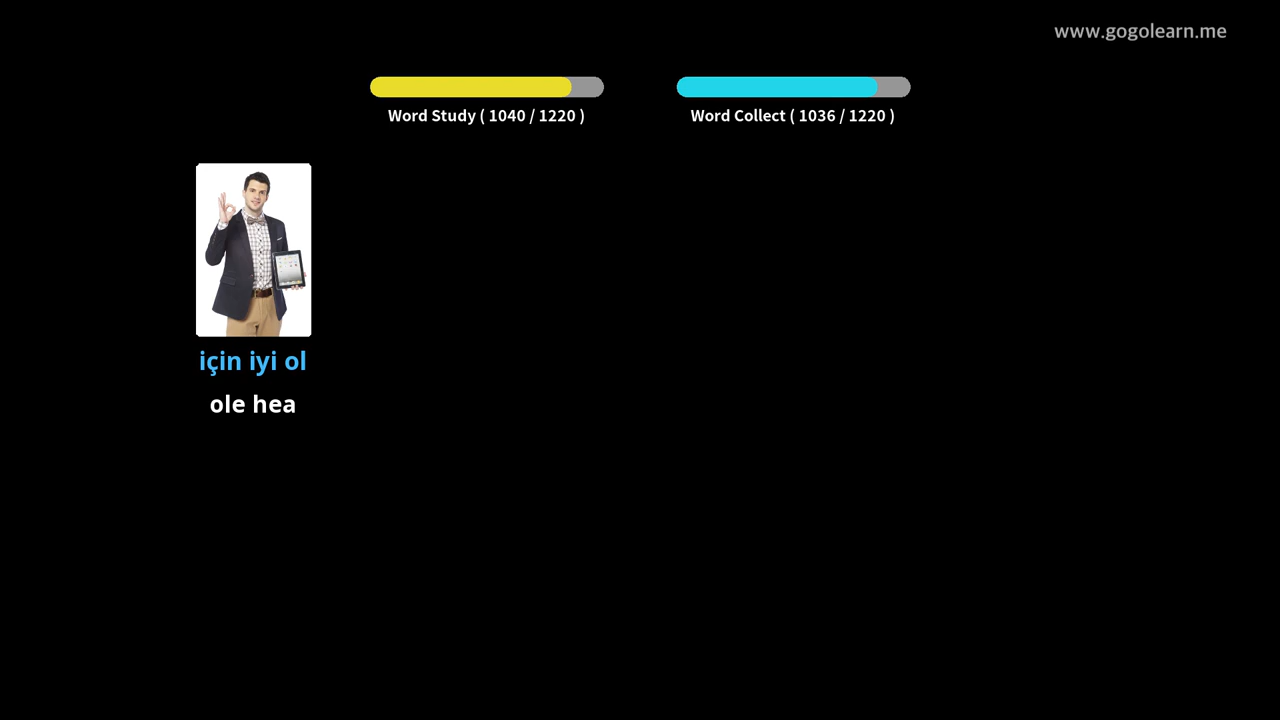 www.gogolearn.me
Word Study ( 1040 / 1220 )
Word Collect ( 1036 / 1220 )
için iyi ol
ole hea